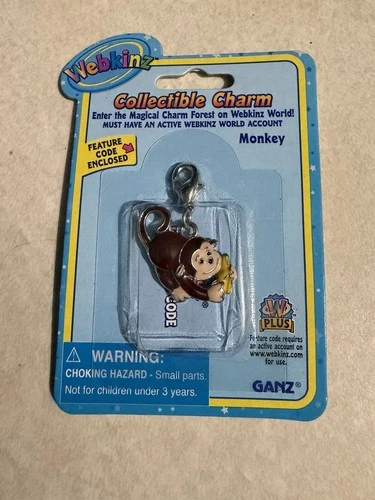 Webkinz
Collectible Charm
Enter the Magical Charm Forest on Webkinz World!
MUST HAVE AN ACTIVE WEBKINZ WORLD ACCOUNT
Monkey
FEATURE
CODE
ENCLOSED
CODE
W
PLUS
Feature code requires
an active account on
www.webkinz.com
for use.
WARNING:
CHOKING HAZARD - Small parts.
Not for children under 3 years.
GANZ®